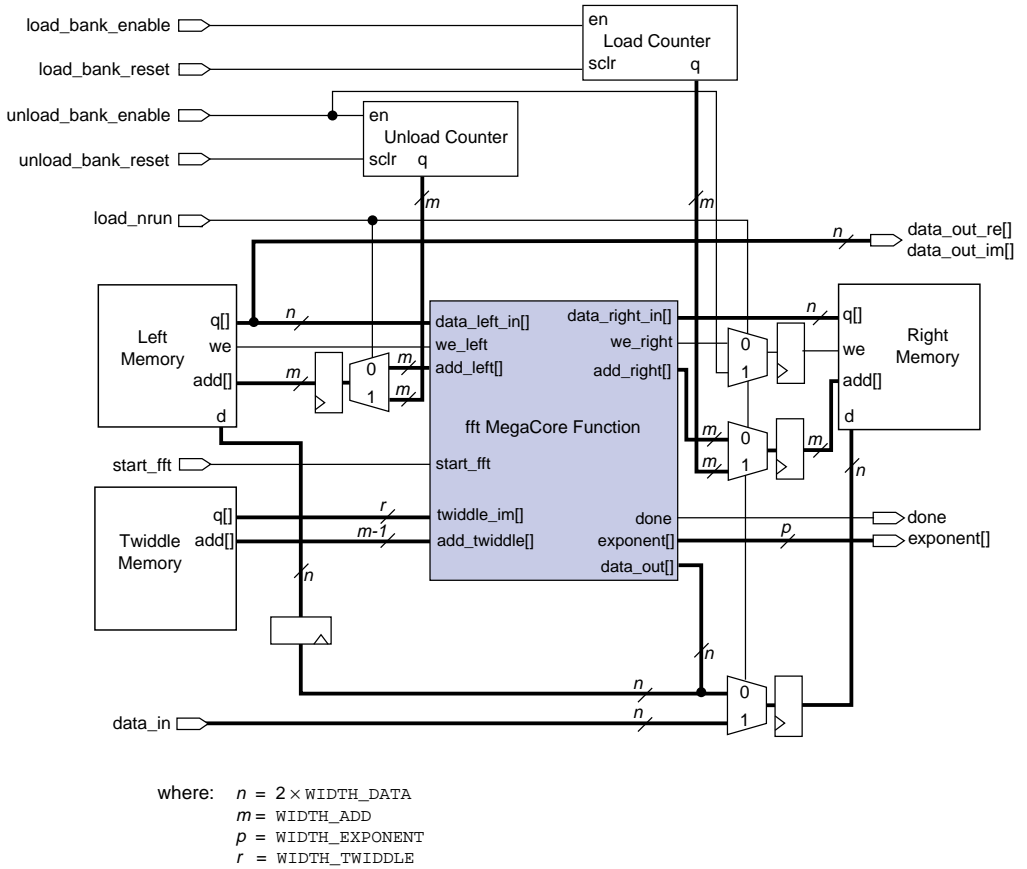 load_bank_enable
en
Load Counter
load_bank_reset
sclr
q
unload_bank_enable
en
Unload Counter
unload_bank_reset
sclr
q
m
m
load_nrun
n
data_out_re[]
data_out_im[]
Left
Memory
q[]
we
add[]
d
n
m
0
1
m
m
data_left_in[]
we_left
add_left[]
data_right_in[]
we_right
add_right[]
fft MegaCore Function
n
0
1
q[]
we
add[]
d
Right
Memory
m
m
0
1
m
n
start_fft
start_fft
Twiddle
Memory
q[]
add[]
r
m-1
twiddle_im[]
add_twiddle[]
done
exponent[]
data_out[]
p
done
exponent[]
n
n
n
n
0
1
data_in
where: n = 2 × WIDTH_DATA
m = WIDTH_ADD
p = WIDTH_EXPONENT
r = WIDTH_TWIDDLE